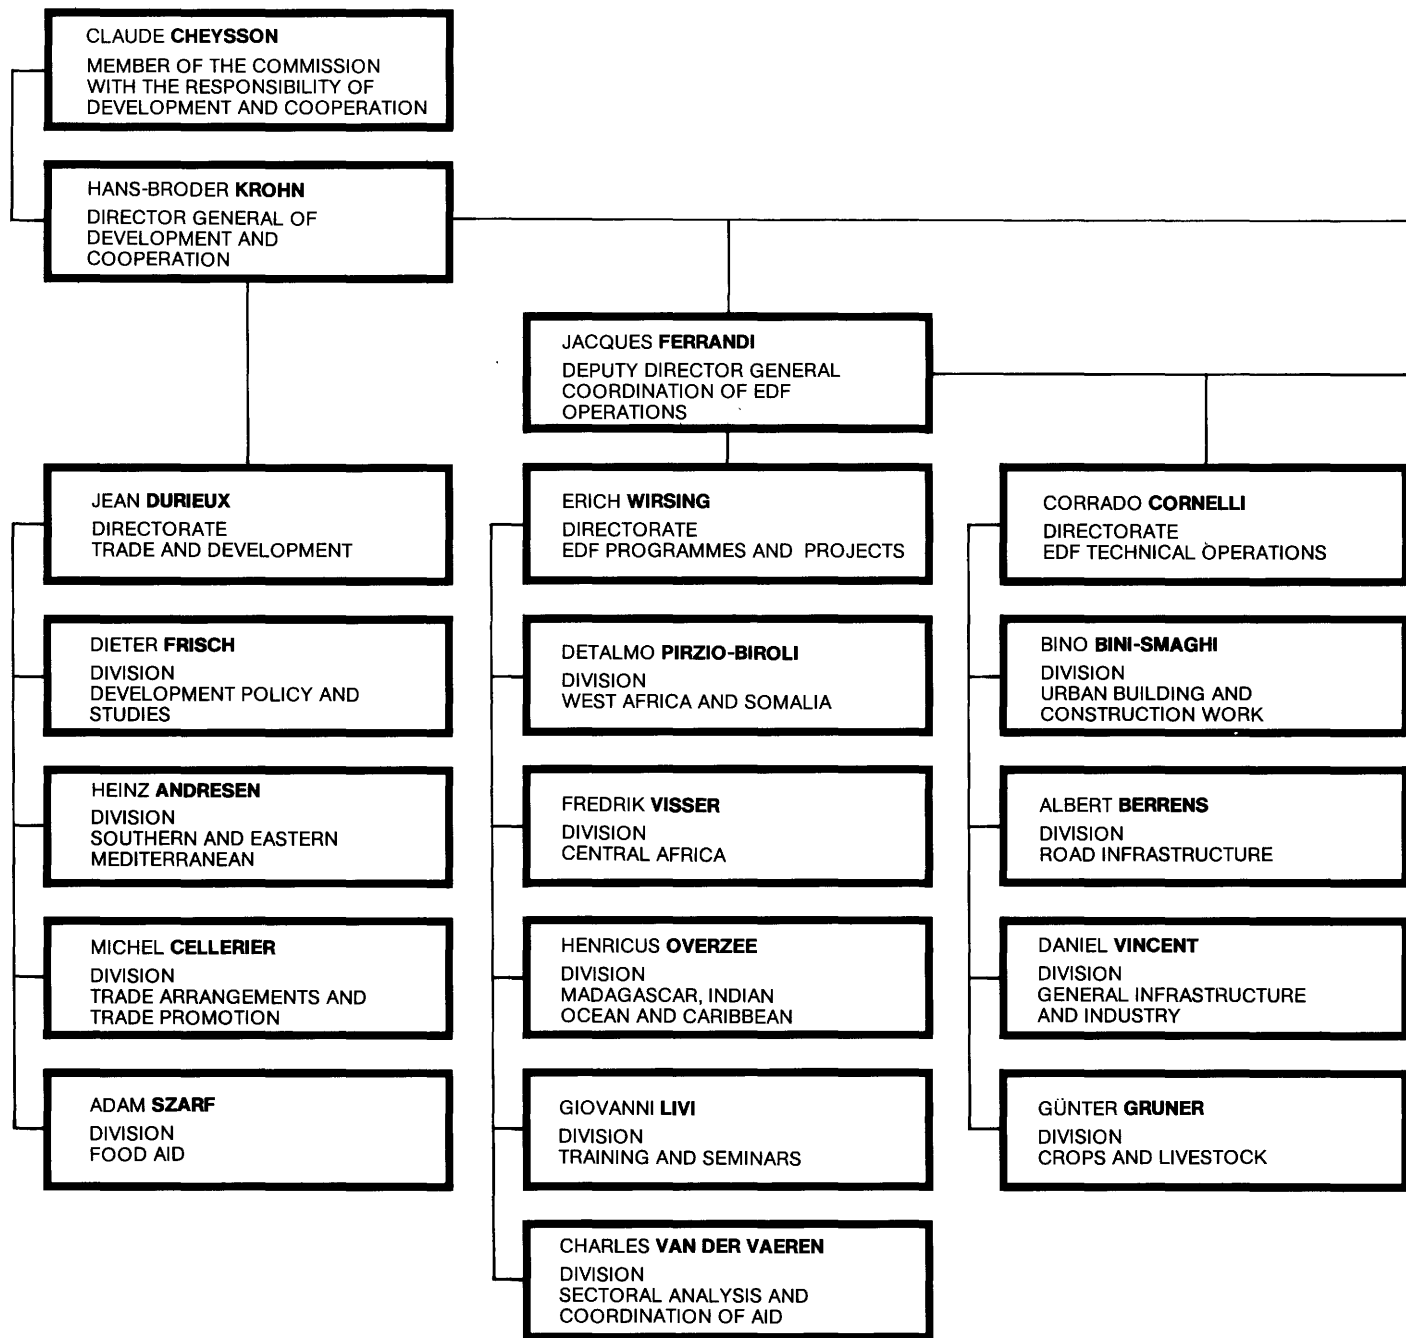 CLAUDE CHEYSSON
MEMBER OF THE COMMISSION
WITH THE RESPONSIBILITY OF
DEVELOPMENT AND COOPERATION
HANS-BRODER KROHN
DIRECTOR GENERAL OF
DEVELOPMENT AND
COOPERATION
JACQUES FERRANDI
DEPUTY DIRECTOR GENERAL
COORDINATION OF EDF
OPERATIONS
JEAN DURIEUX
DIRECTORATE
TRADE AND DEVELOPMENT
DIETER FRISCH
DIVISION
DEVELOPMENT POLICY AND
STUDIES
HEINZ ANDRESEN
DIVISION
SOUTHERN AND EASTERN
MEDITERRANEAN
MICHEL CELLERIER
DIVISION
TRADE ARRANGEMENTS AND
TRADE PROMOTION
ADAM SZARF
DIVISION
FOOD AID
ERICH WIRSING
DIRECTORATE
EDF PROGRAMMES AND PROJECTS
DETALMO PIRZIO-BIROLI
DIVISION
WEST AFRICA AND SOMALIA
FREDRIK VISSER
DIVISION
CENTRAL AFRICA
HENRICUS OVERZEE
DIVISION
MADAGASCAR, INDIAN
OCEAN AND CARIBBEAN
GIOVANNI LIVI
DIVISION
TRAINING AND SEMINARS
CHARLES VAN DER VAEREN
DIVISION
SECTORAL ANALYSIS AND
COORDINATION OF AID
CORRADO CORNELLI
DIRECTORATE
EDF TECHNICAL OPERATIONS
BINO BINI-SMAGHI
DIVISION
URBAN BUILDING AND
CONSTRUCTION WORK
ALBERT BERRENS
DIVISION
ROAD INFRASTRUCTURE
DANIEL VINCENT
DIVISION
GENERAL INFRASTRUCTURE
AND INDUSTRY
GÜNTER GRUNER
DIVISION
CROPS AND LIVESTOCK